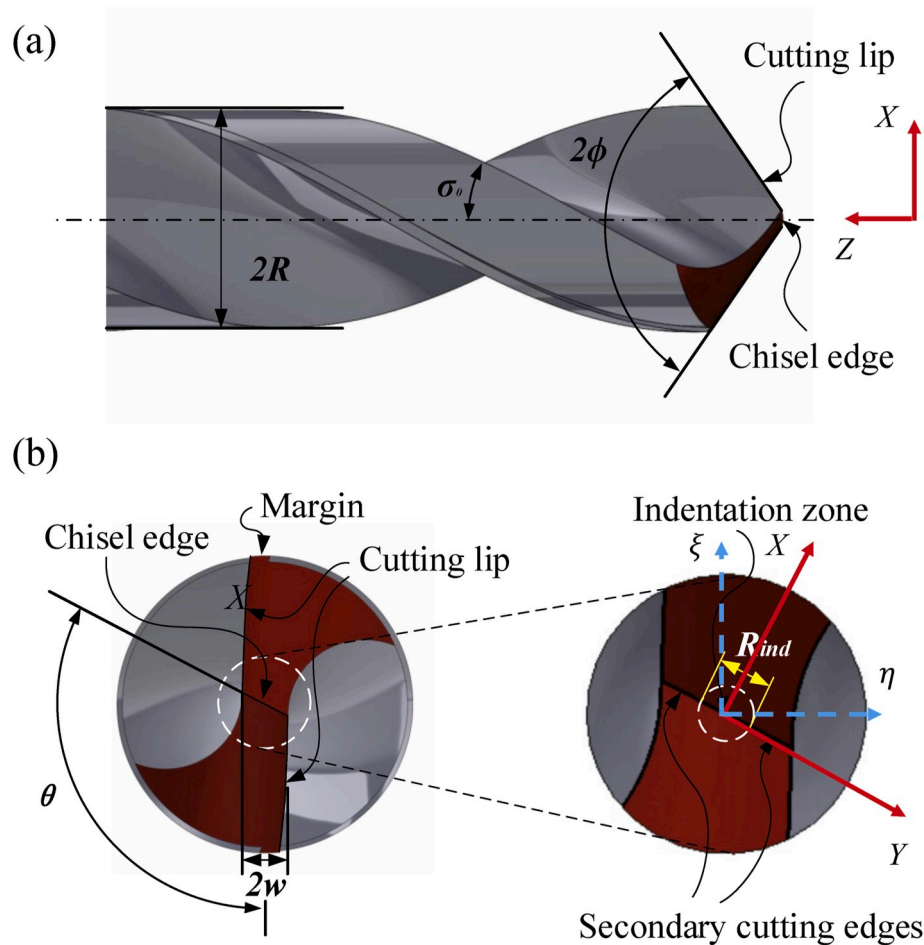 (a)
Cutting lip
X
2ϕ
σ₀
Z
2R
Chisel edge
(b)
Margin
Indentation zone
Chisel edge
Cutting lip
ξ
X
X
R_ind
η
θ
2w
Y
Secondary cutting edges